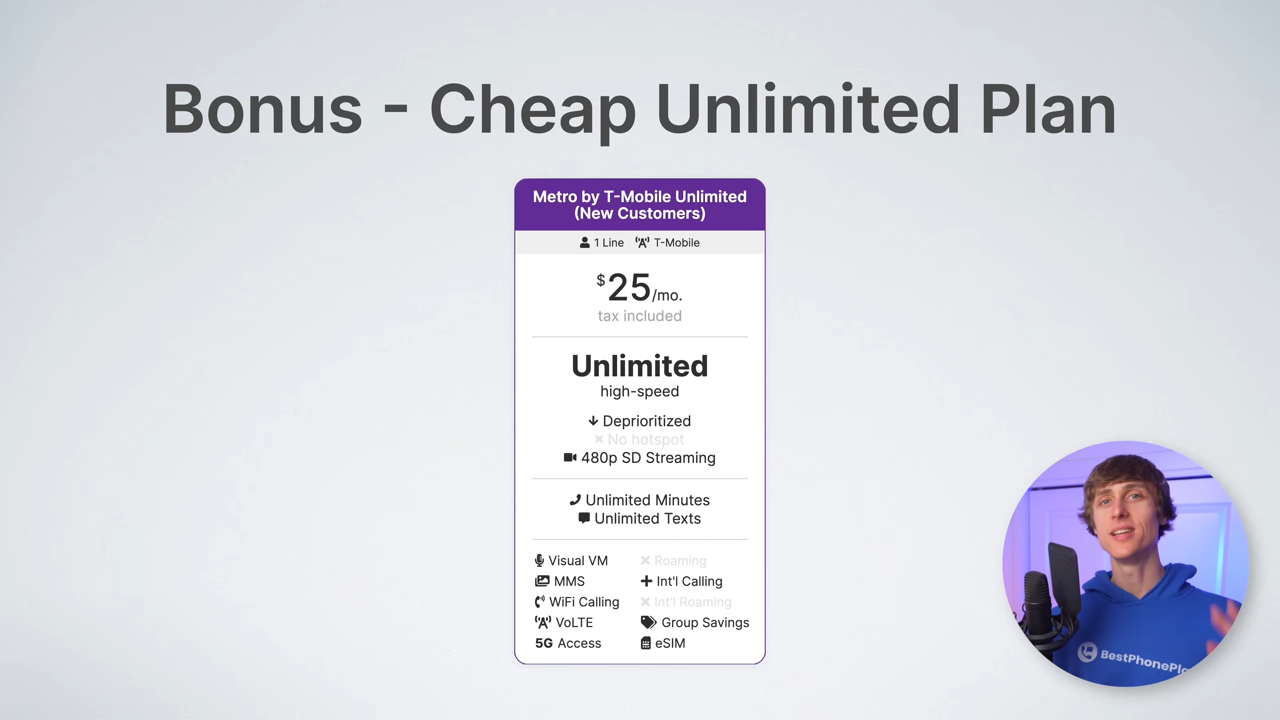 Bonus - Cheap Unlimited Plan
Metro by T-Mobile Unlimited
(New Customers)
1 Line T-Mobile
$25/mo.
tax included
Unlimited
high-speed
Deprioritized
No hotspot
480p SD Streaming
Unlimited Minutes
Unlimited Texts
Visual VM Roaming
MMS Int'l Calling
WiFi Calling Int'l Roaming
VoLTE Group Savings
5G Access eSIM